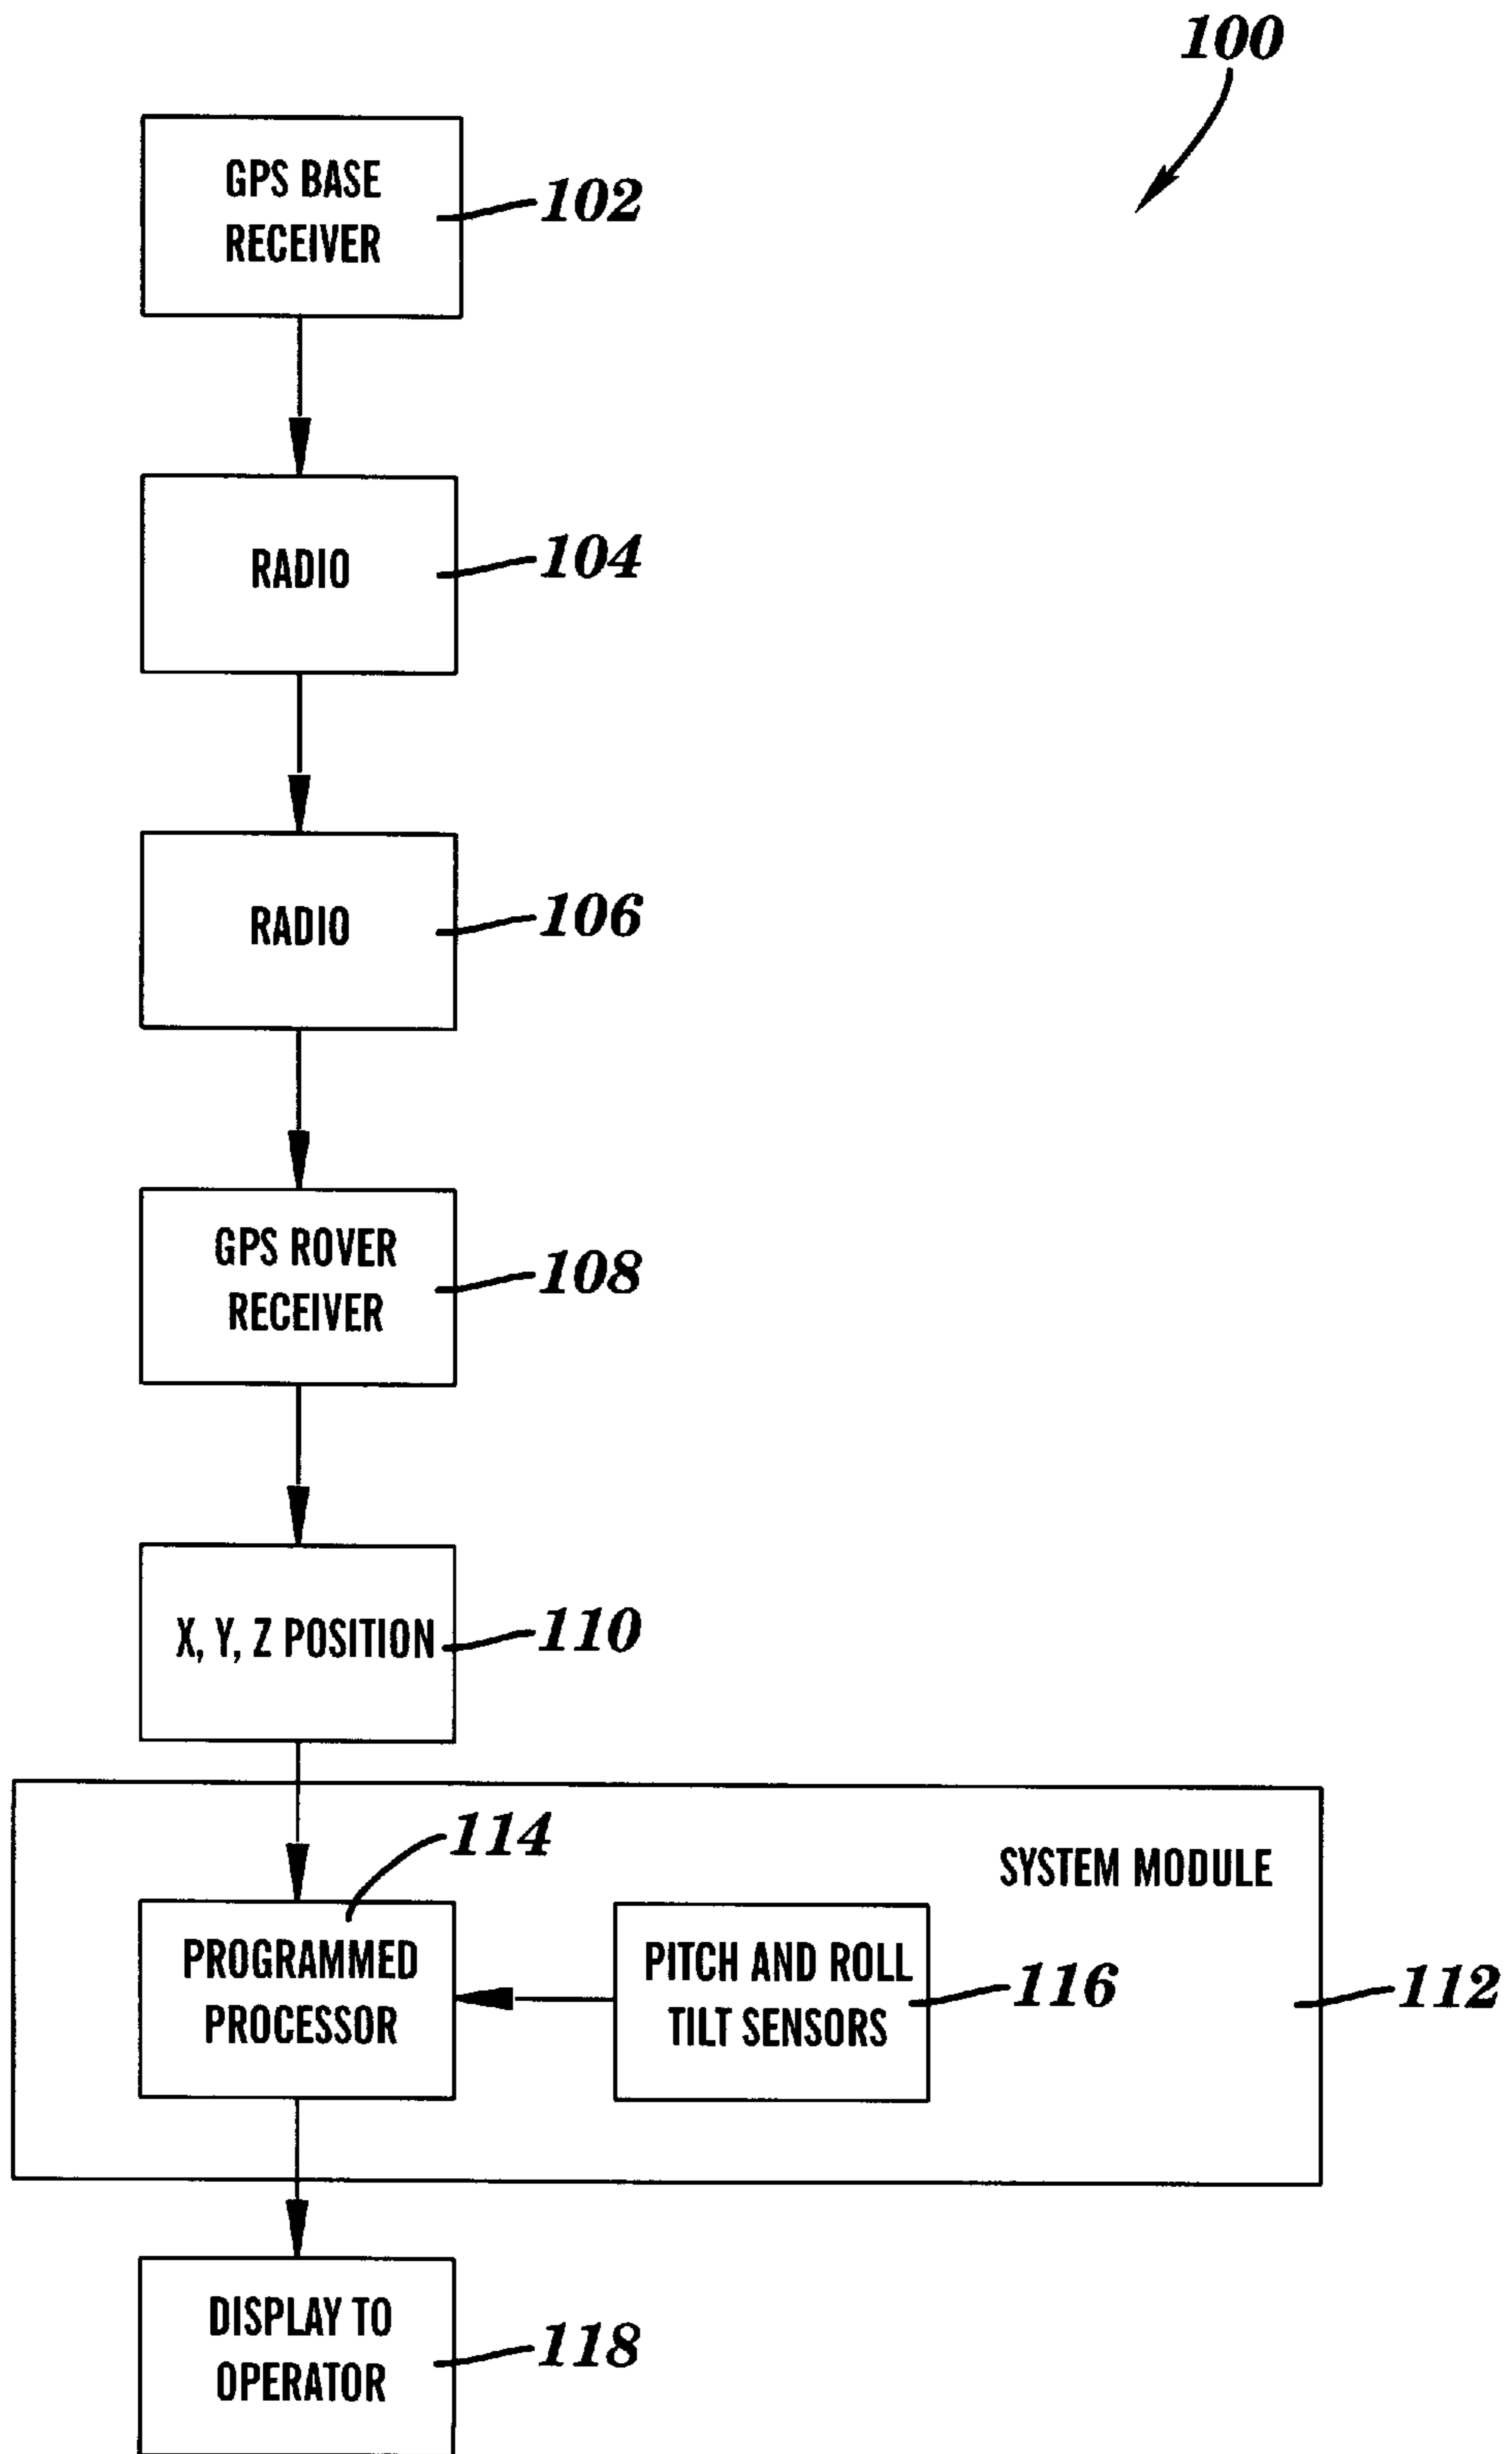 100
GPS BASE
RECEIVER
102
RADIO
104
RADIO
106
GPS ROVER
RECEIVER
108
X, Y, Z POSITION
110
114
SYSTEM MODULE
PROGRAMMED
PROCESSOR
PITCH AND ROLL
TILT SENSORS
116
112
DISPLAY TO
OPERATOR
118